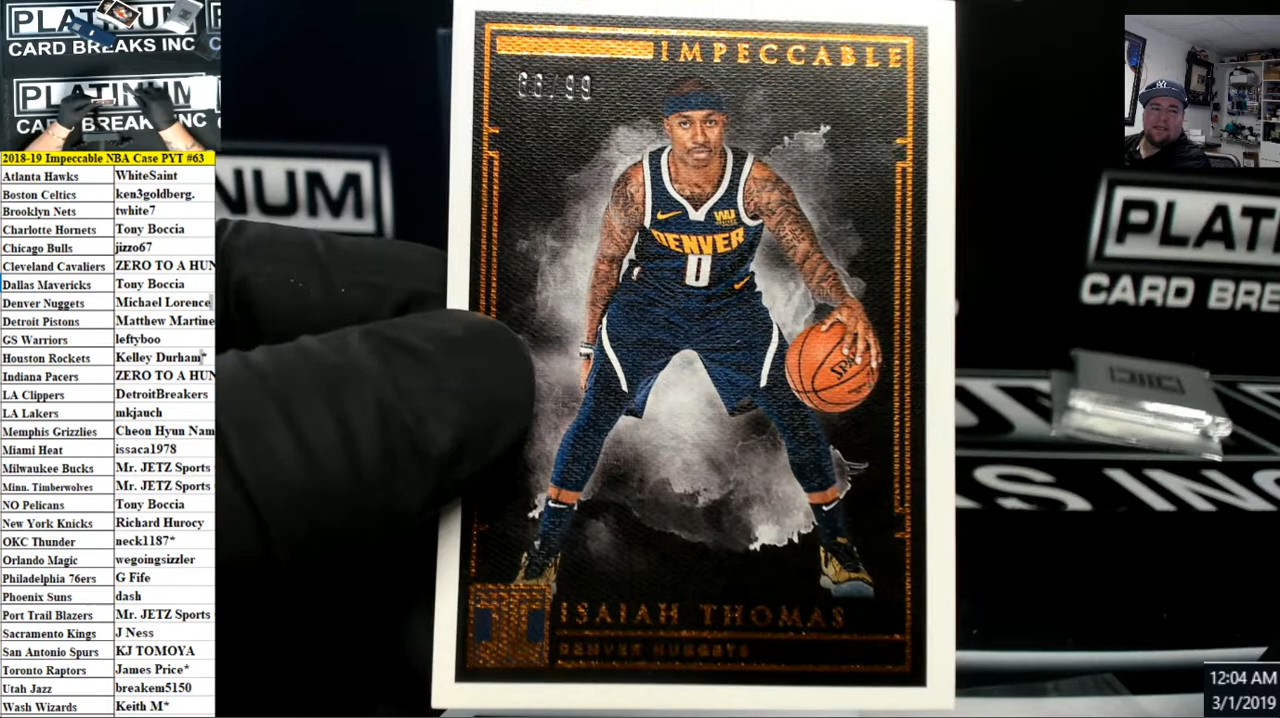 PLATINUM
CARD BREAKS INC
PLATINUM
CARD BREAKS INC
2018-19 Impeccable NBA Case PYT #63
Atlanta Hawks WhiteSaint
Boston Celtics ken3goldberg.
Brooklyn Nets twhite7
Charlotte Hornets Tony Boccia
Chicago Bulls jizzo67
Cleveland Cavaliers ZERO TO A HUN
Dallas Mavericks Tony Boccia
Denver Nuggets Michael Lorence
Detroit Pistons Matthew Martine
GS Warriors leftyboo
Houston Rockets Kelley Durham*
Indiana Pacers ZERO TO A HUN
LA Clippers DetroitBreakers
LA Lakers mkjauch
Memphis Grizzlies Cheon Hyun Nam
Miami Heat issaca1978
Milwaukee Bucks Mr. JETZ Sports
Minn. Timberwolves Mr. JETZ Sports
NO Pelicans Tony Boccia
New York Knicks Richard Hurocy
OKC Thunder neck1187*
Orlando Magic wegoingsizzler
Philadelphia 76ers G Fife
Phoenix Suns dash
Port Trail Blazers Mr. JETZ Sports
Sacramento Kings J Ness
San Antonio Spurs KJ TOMOYA
Toronto Raptors James Price*
Utah Jazz breakem5150
Wash Wizards Keith M*
NUM
IMPECCABLE
66/99
DENVER
0
ISAIAH THOMAS
DENVER NUGGETS
PLAT
CARD BRE
S INC
12:04 AM
3/1/2019